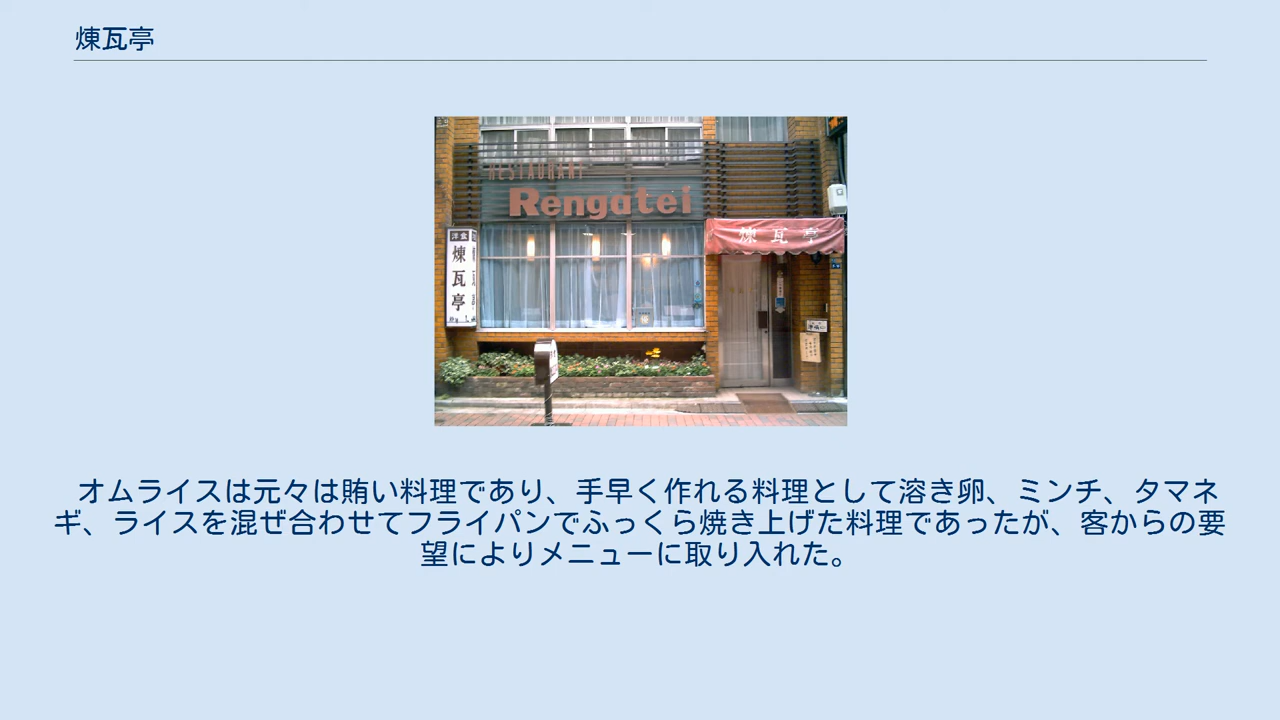 煉瓦亭
RESTAURANT
Rengatei
煉瓦亭
洋食
煉瓦亭
オムライスは元々は賄い料理であり、手早く作れる料理として溶き卵、ミンチ、タマネ
ギ、ライスを混ぜ合わせてフライパンでふっくら焼き上げた料理であったが、客からの要
望によりメニューに取り入れた。